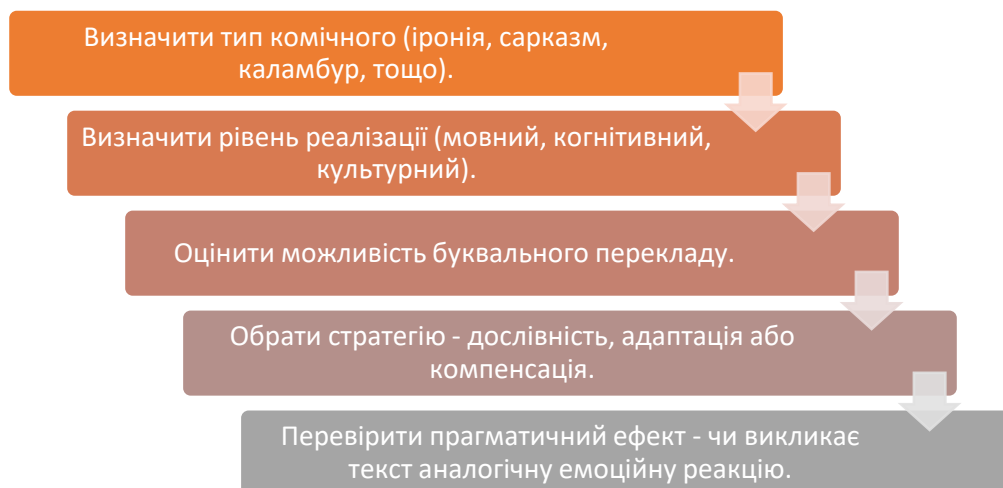 Визначити тип комічного (іронія, сарказм,
каламбур, тощо).
Визначити рівень реалізації (мовний, когнітивний,
культурний).
Оцінити можливість буквального перекладу.
Обрати стратегію - дослівність, адаптація або
компенсація.
Перевірити прагматичний ефект - чи викликає
текст аналогічну емоційну реакцію.